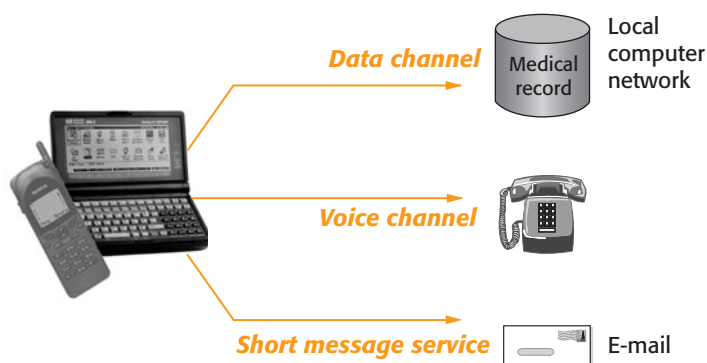 Data channel
Medical
record
Local
computer
network
Voice channel
Short message service
E-mail